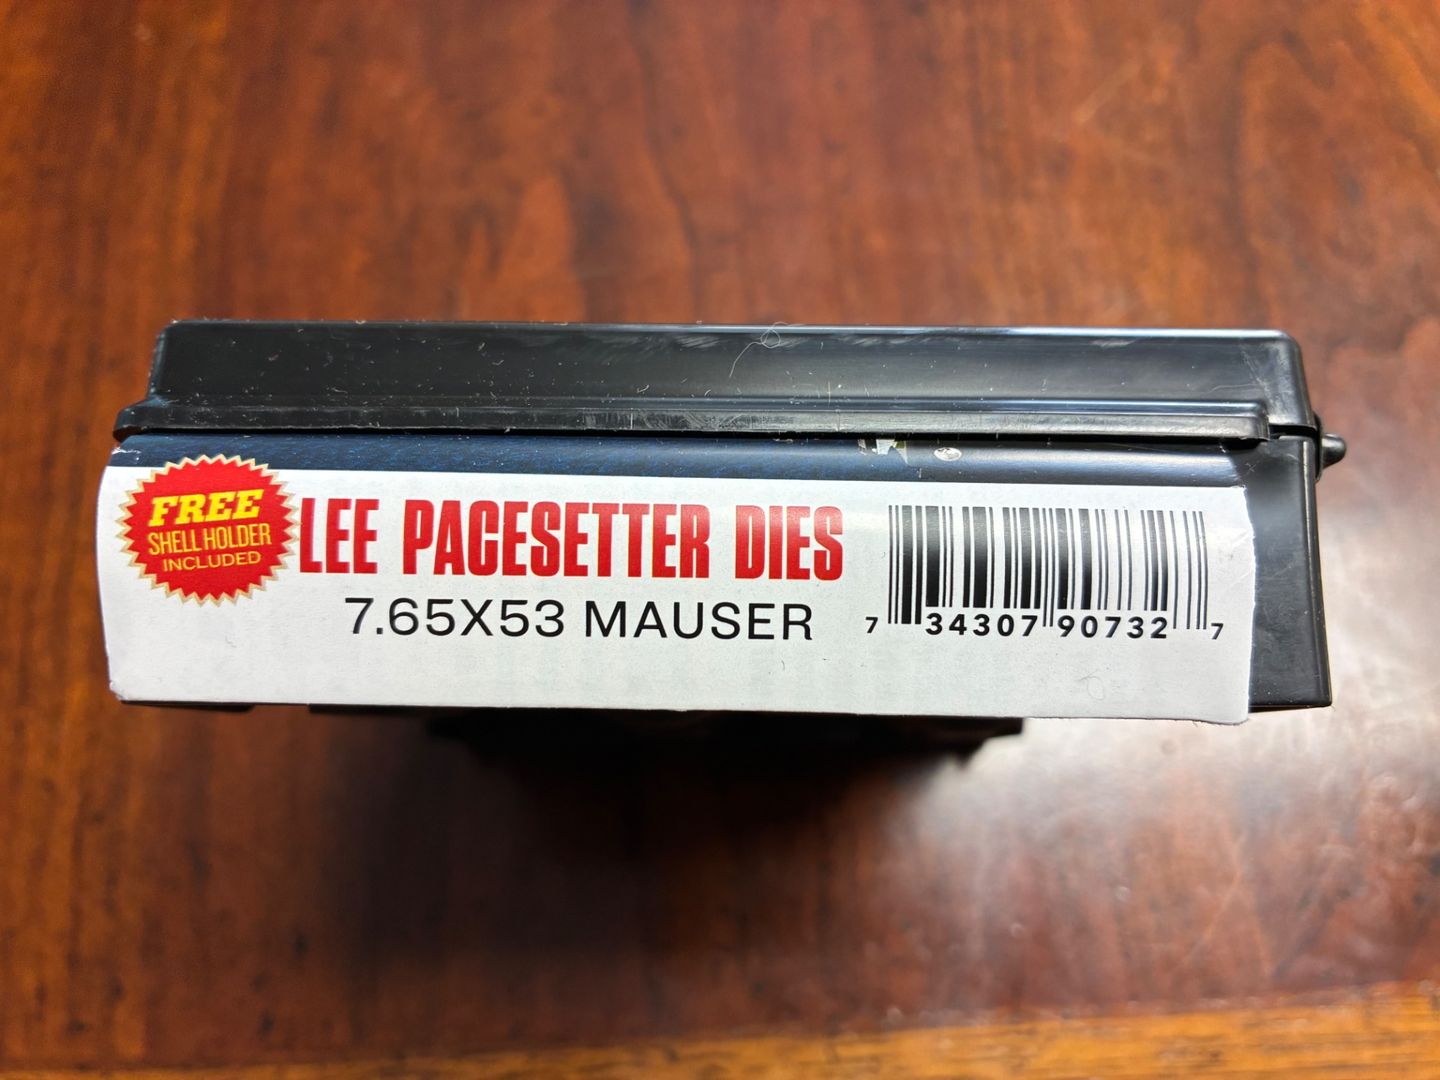 FREE
SHELL HOLDER
INCLUDED
LEE PACESETTER DIES
7.65X53 MAUSER
7 34307 90732 7